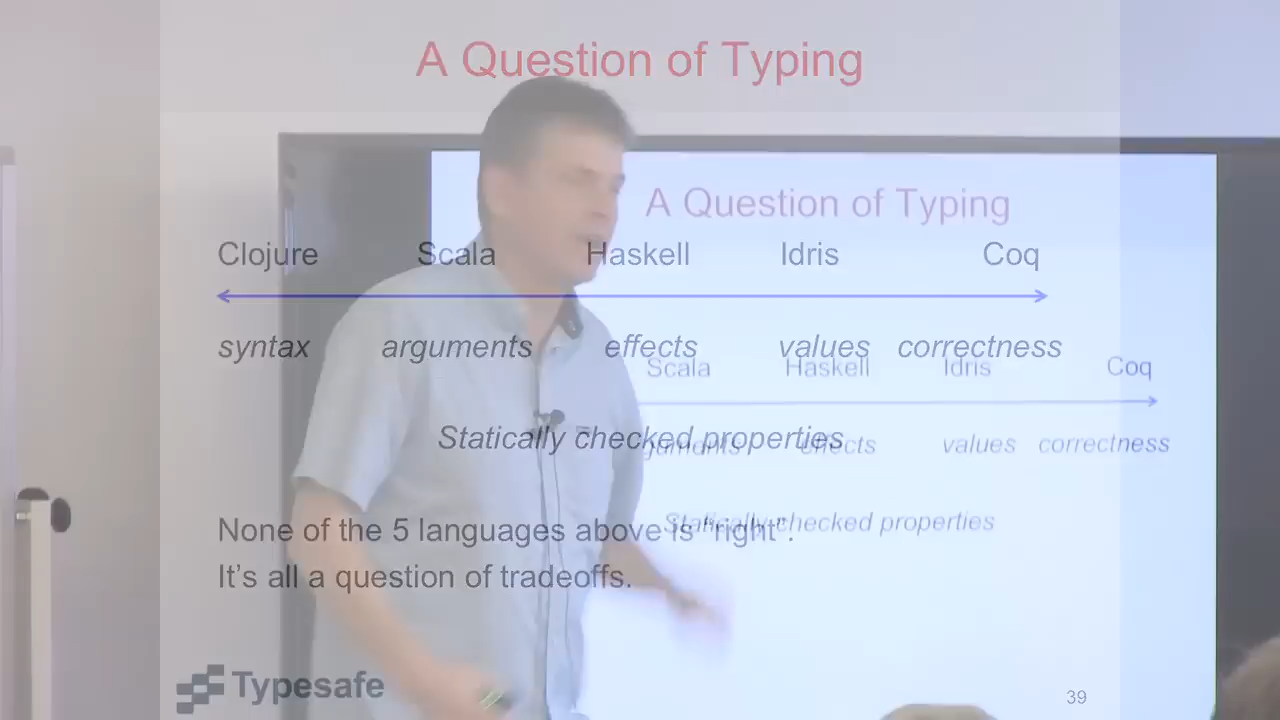 A Question of Typing
A Question of Typing
Clojure Scala Haskell Idris Coq
syntax arguments effects values correctness
Scala Haskell Idris Coq
guments effects values correctness
Statically checked properties
Statically checked properties
None of the 5 languages above is “right”.
It’s all a question of tradeoffs.
Typesafe
39